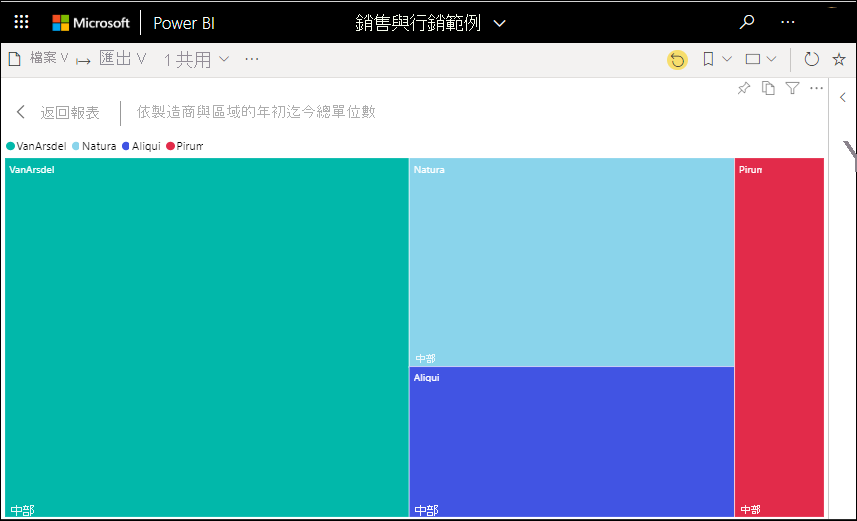 Microsoft Power BI 銷售與行銷範例
檔案 匯出 1 共用 ...
返回報表 依製造商與區域的年初迄今總單位數
VanArsdel Natura Aliqui Pirum
VanArsdel
中部
Natura
中部
Aliqui
中部
Pirum
中部